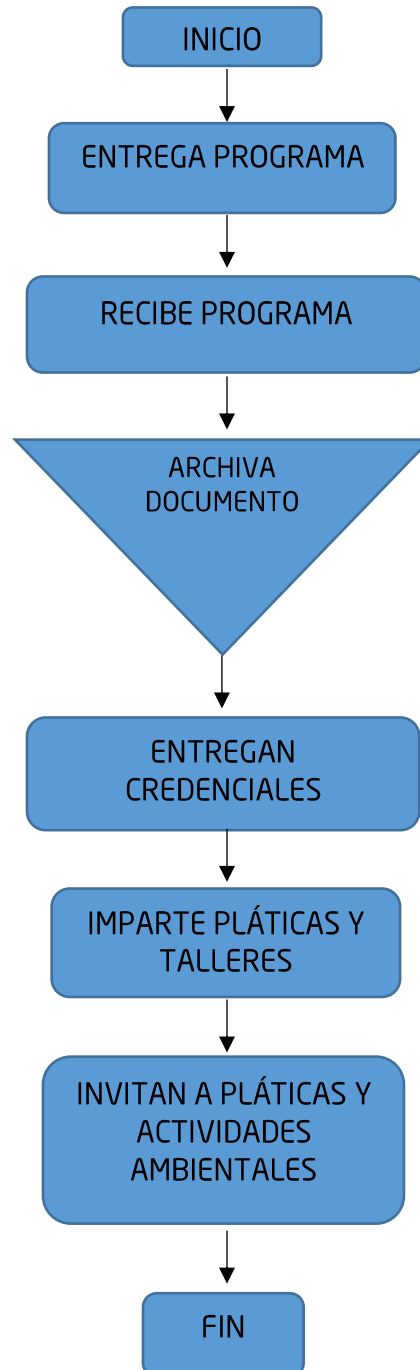 INICIO
ENTREGA PROGRAMA
RECIBE PROGRAMA
ARCHIVA
DOCUMENTO
ENTREGAN
CREDENCIALES
IMPARTE PLÁTICAS Y
TALLERES
INVITAN A PLÁTICAS Y
ACTIVIDADES
AMBIENTALES
FIN